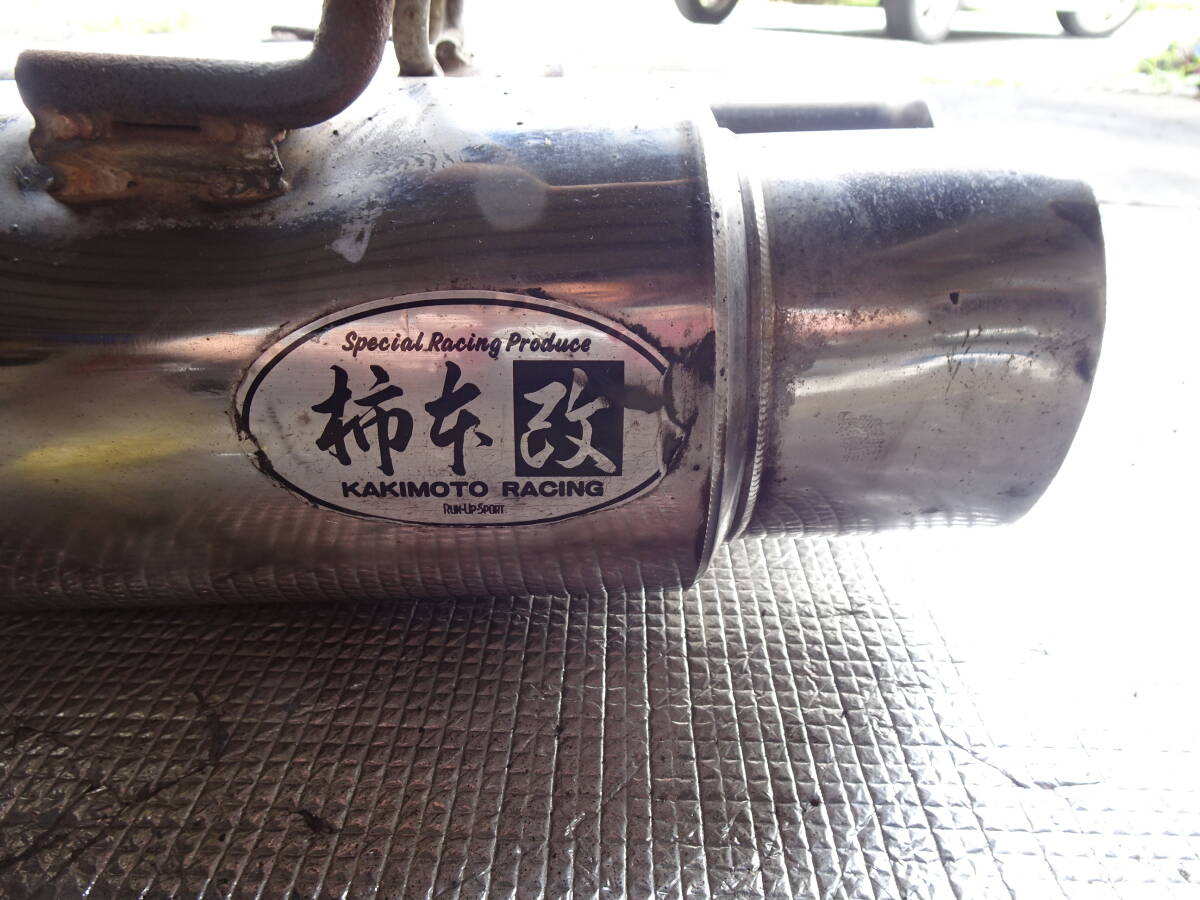 Special Racing Produce
柿本改
KAKIMOTO RACING
RUN-UP SPORT